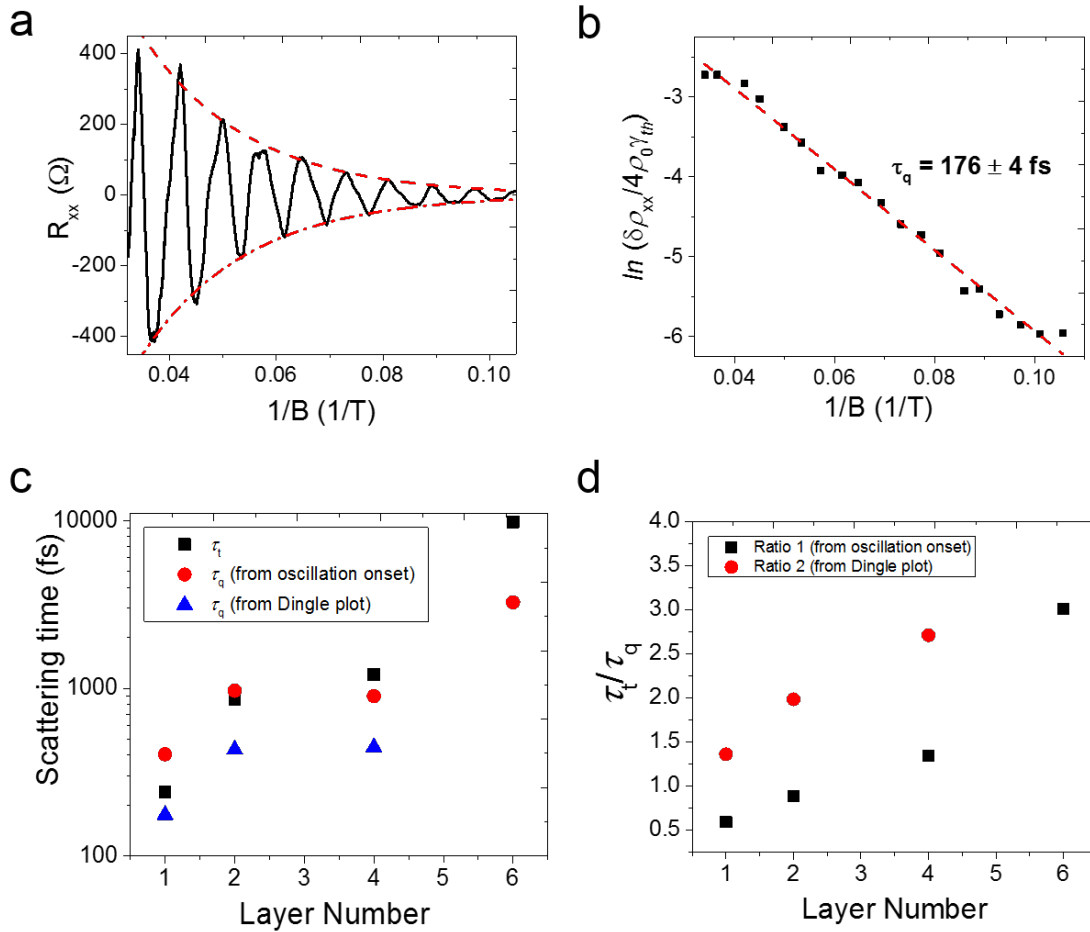 a
400
200
0
-200
-400
R_xx (Ω)
0.04
0.06
0.08
0.10
1/B (1/T)
b
-3
-4
-5
-6
ln (δρ_xx/4ρ_0γ_th)
τ_q = 176 ± 4 fs
0.04
0.06
0.08
0.10
1/B (1/T)
c
10000
1000
100
Scattering time (fs)
τ_t
τ_q (from oscillation onset)
τ_q (from Dingle plot)
1
2
3
4
5
6
Layer Number
d
4.0
3.5
3.0
2.5
2.0
1.5
1.0
0.5
τ_t/τ_q
Ratio 1 (from oscillation onset)
Ratio 2 (from Dingle plot)
1
2
3
4
5
6
Layer Number